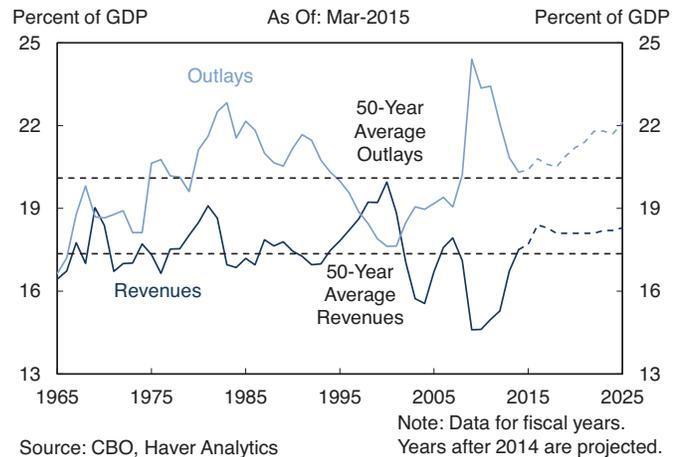 Percent of GDP As Of: Mar-2015 Percent of GDP
25 25
Outlays
50-Year
Average
Outlays
22 22
19 19
Revenues
50-Year
Average
Revenues
16 16
13 13
1965 1975 1985 1995 2005 2015 2025
Note: Data for fiscal years.
Source: CBO, Haver Analytics Years after 2014 are projected.